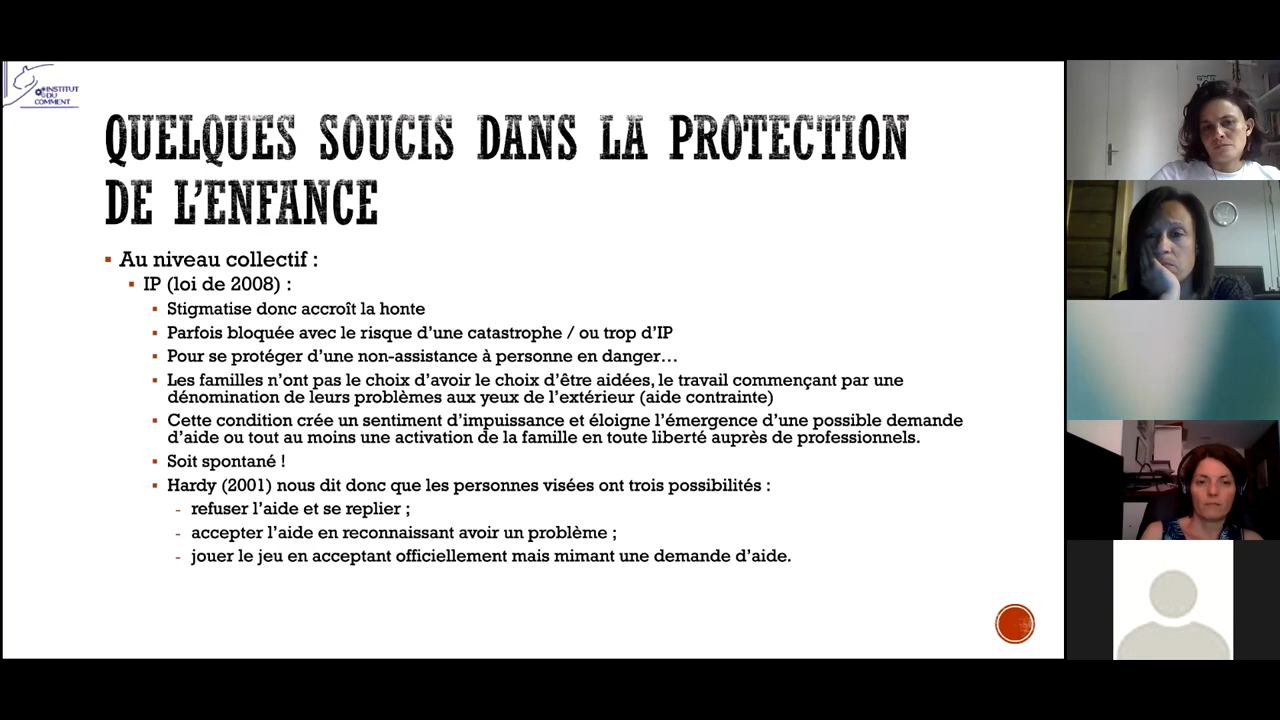 INSTITUT
DU
COMMENT
QUELQUES SOUCIS DANS LA PROTECTION
DE L'ENFANCE
▪ Au niveau collectif :
▪ IP (loi de 2008) :
▪ Stigmatise donc accroît la honte
▪ Parfois bloquée avec le risque d'une catastrophe / ou trop d'IP
▪ Pour se protéger d'une non-assistance à personne en danger…
▪ Les familles n'ont pas le choix d'avoir le choix d'être aidées, le travail commençant par une
dénomination de leurs problèmes aux yeux de l'extérieur (aide contrainte)
▪ Cette condition crée un sentiment d'impuissance et éloigne l'émergence d'une possible demande
d'aide ou tout au moins une activation de la famille en toute liberté auprès de professionnels.
▪ Soit spontané !
▪ Hardy (2001) nous dit donc que les personnes visées ont trois possibilités :
- refuser l'aide et se replier ;
- accepter l'aide en reconnaissant avoir un problème ;
- jouer le jeu en acceptant officiellement mais mimant une demande d'aide.